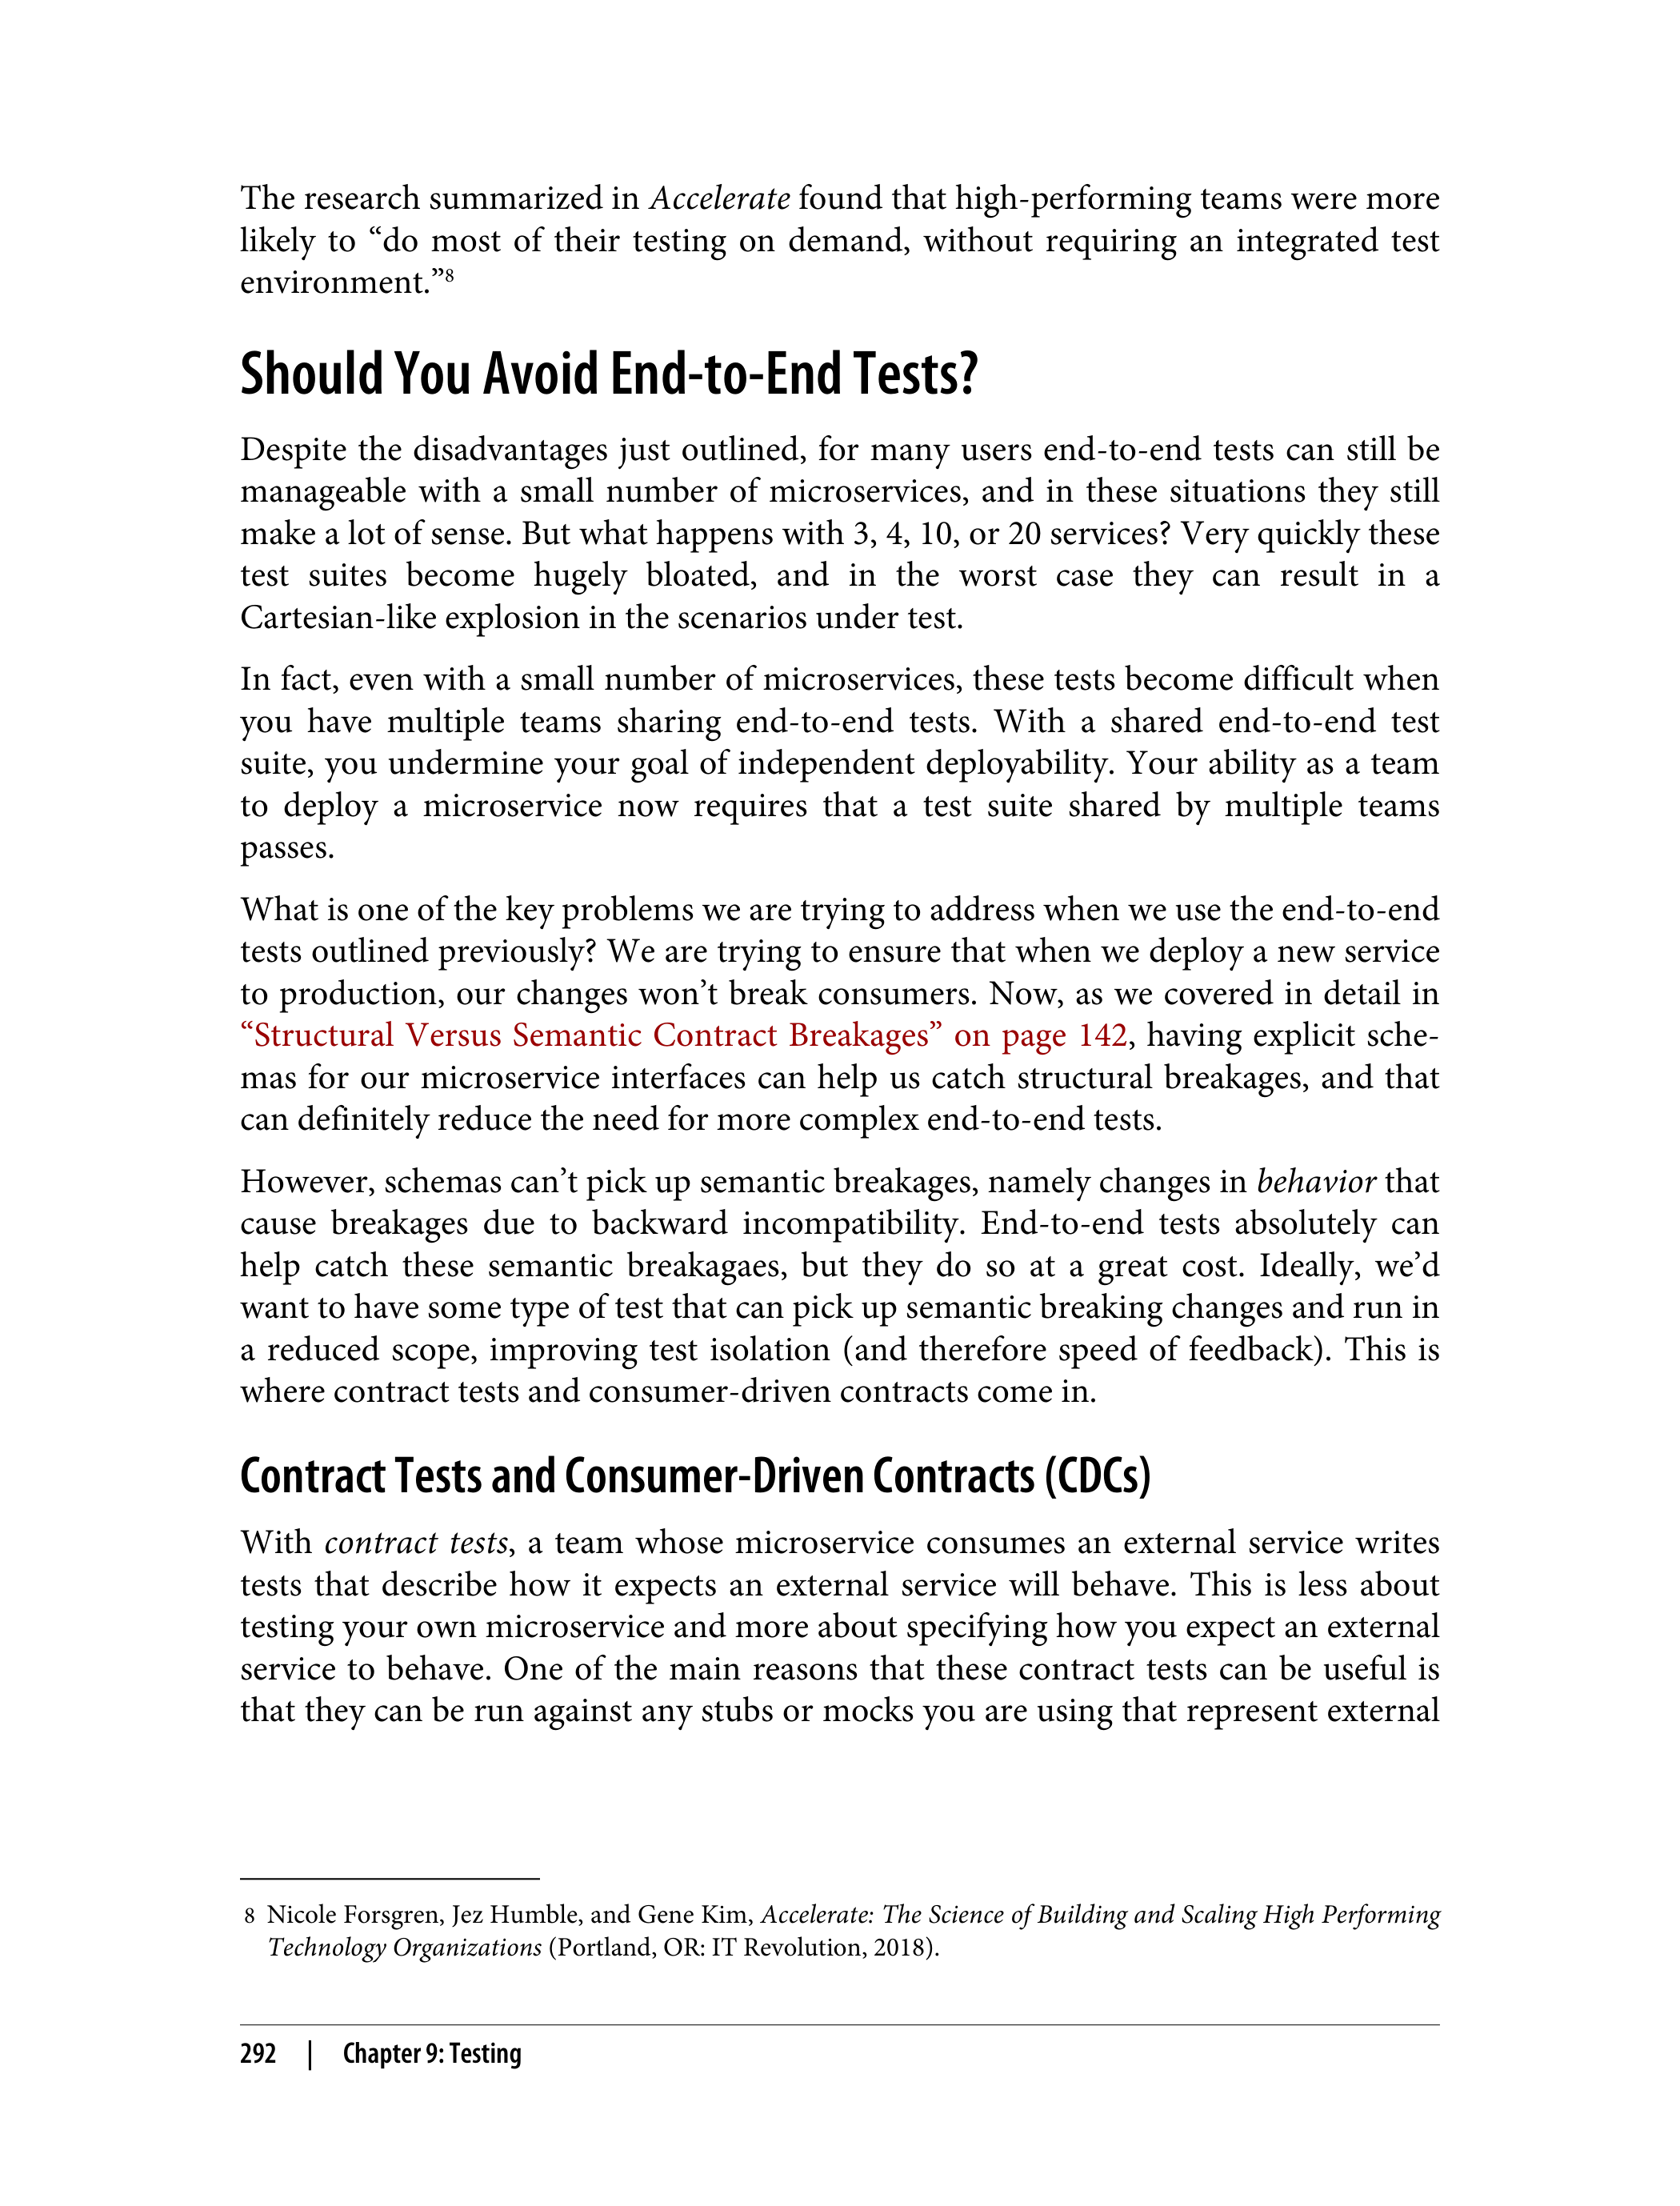 The research summarized in Accelerate found that high-performing teams were more
likely to “do most of their testing on demand, without requiring an integrated test
environment.”8
Should You Avoid End-to-End Tests?
Despite the disadvantages just outlined, for many users end-to-end tests can still be
manageable with a small number of microservices, and in these situations they still
make a lot of sense. But what happens with 3, 4, 10, or 20 services? Very quickly these
test suites become hugely bloated, and in the worst case they can result in a
Cartesian-like explosion in the scenarios under test.
In fact, even with a small number of microservices, these tests become difficult when
you have multiple teams sharing end-to-end tests. With a shared end-to-end test
suite, you undermine your goal of independent deployability. Your ability as a team
to deploy a microservice now requires that a test suite shared by multiple teams
passes.
What is one of the key problems we are trying to address when we use the end-to-end
tests outlined previously? We are trying to ensure that when we deploy a new service
to production, our changes won’t break consumers. Now, as we covered in detail in
“Structural Versus Semantic Contract Breakages” on page 142, having explicit sche-
mas for our microservice interfaces can help us catch structural breakages, and that
can definitely reduce the need for more complex end-to-end tests.
However, schemas can’t pick up semantic breakages, namely changes in behavior that
cause breakages due to backward incompatibility. End-to-end tests absolutely can
help catch these semantic breakagaes, but they do so at a great cost. Ideally, we’d
want to have some type of test that can pick up semantic breaking changes and run in
a reduced scope, improving test isolation (and therefore speed of feedback). This is
where contract tests and consumer-driven contracts come in.
Contract Tests and Consumer-Driven Contracts (CDCs)
With contract tests, a team whose microservice consumes an external service writes
tests that describe how it expects an external service will behave. This is less about
testing your own microservice and more about specifying how you expect an external
service to behave. One of the main reasons that these contract tests can be useful is
that they can be run against any stubs or mocks you are using that represent external
8 Nicole Forsgren, Jez Humble, and Gene Kim, Accelerate: The Science of Building and Scaling High Performing
Technology Organizations (Portland, OR: IT Revolution, 2018).
292 | Chapter 9: Testing